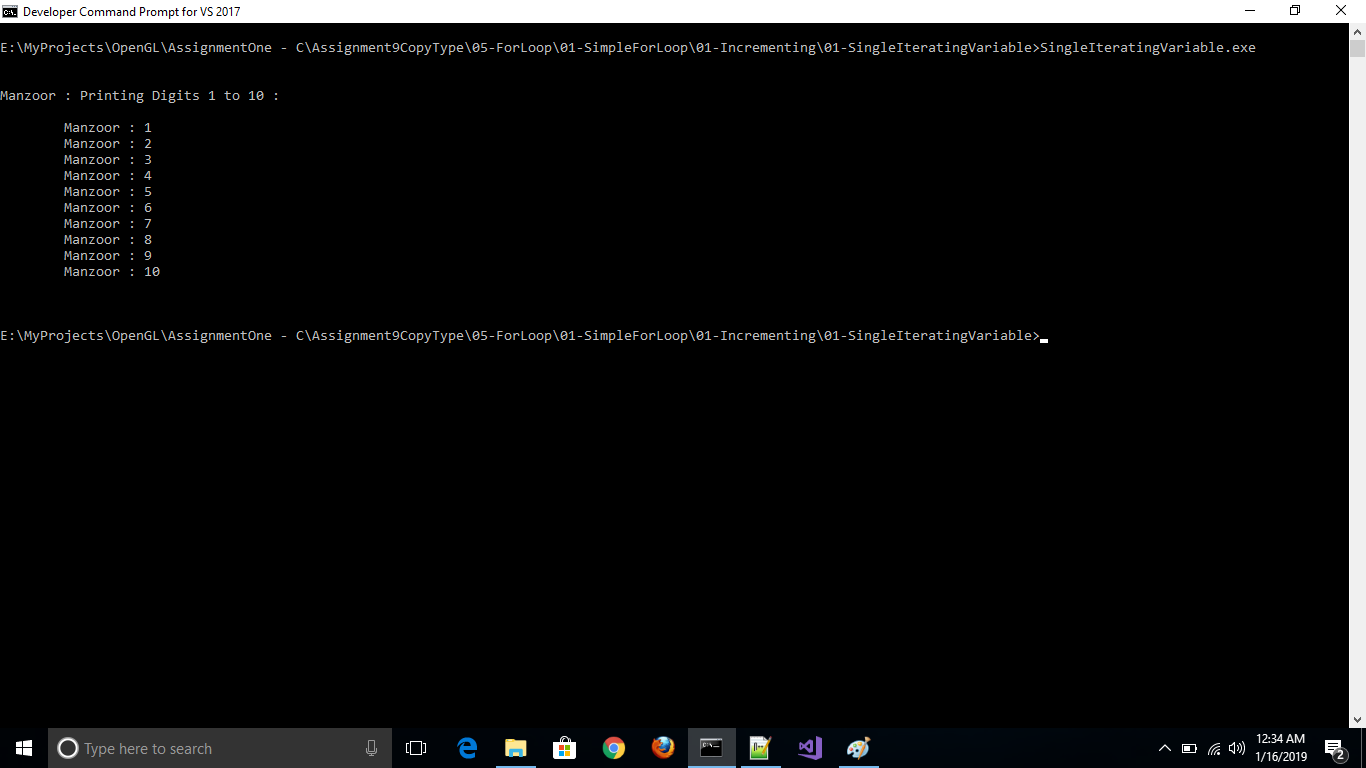 Developer Command Prompt for VS 2017
E:\MyProjects\OpenGL\AssignmentOne - C\Assignment9CopyType\05-ForLoop\01-SimpleForLoop\01-Incrementing\01-SingleIteratingVariable>SingleIteratingVariable.exe
Manzoor : Printing Digits 1 to 10 :
Manzoor : 1
Manzoor : 2
Manzoor : 3
Manzoor : 4
Manzoor : 5
Manzoor : 6
Manzoor : 7
Manzoor : 8
Manzoor : 9
Manzoor : 10
E:\MyProjects\OpenGL\AssignmentOne - C\Assignment9CopyType\05-ForLoop\01-SimpleForLoop\01-Incrementing\01-SingleIteratingVariable>
Type here to search
12:34 AM
1/16/2019
2